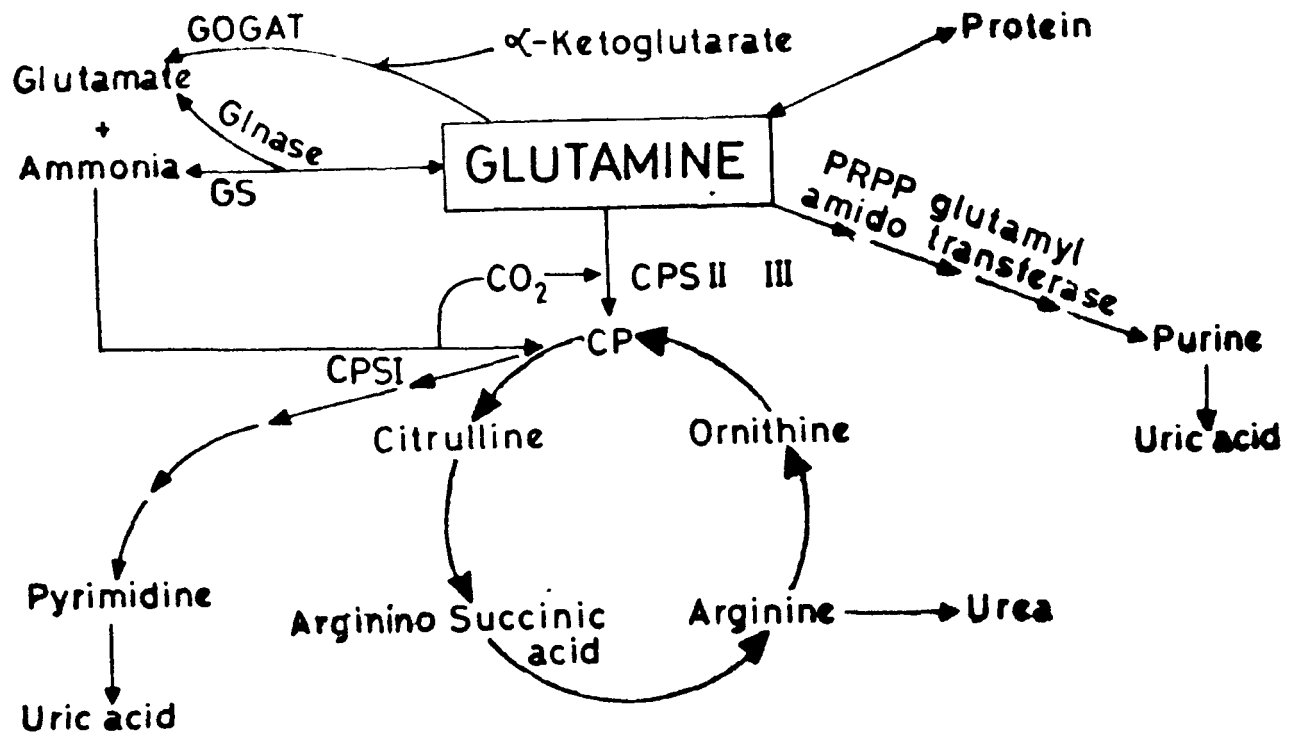 GOGAT
α-Ketoglutarate
Protein
Glutamate
+
Ammonia
Glnase
GS
GLUTAMINE
PRPP glutamyl
amido transferase
CO2
CPS II III
CP
CPSI
Purine
Uric acid
Citrulline
Ornithine
Pyrimidine
Arginino Succinic
acid
Arginine
Urea
Uric acid